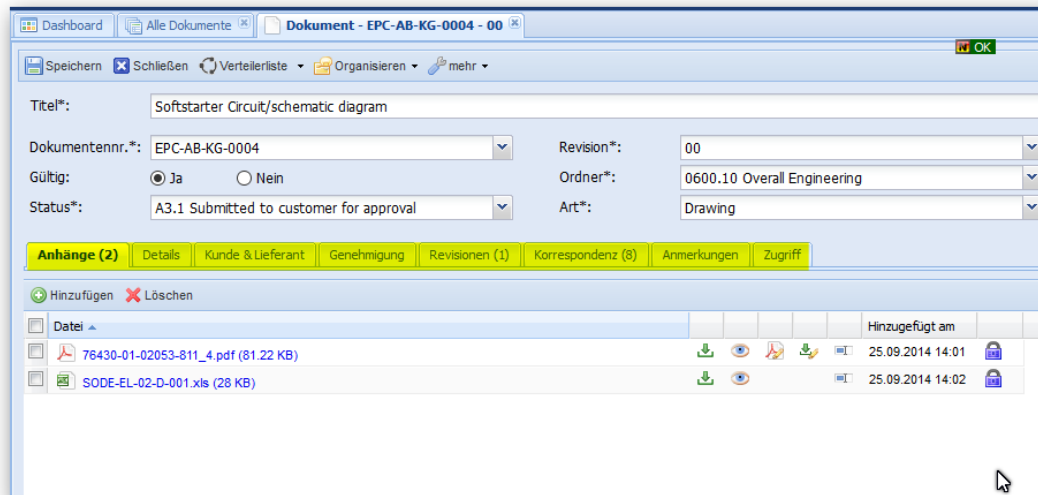 Dashboard Alle Dokumente Dokument - EPC-AB-KG-0004 - 00
OK
Speichern Schließen Verteilerliste Organisieren mehr
Titel*: Softstarter Circuit/schematic diagram
Dokumentennr.*: EPC-AB-KG-0004 Revision*: 00
Gültig: Ja Nein Ordner*: 0600.10 Overall Engineering
Status*: A3.1 Submitted to customer for approval Art*: Drawing
Anhänge (2) Details Kunde & Lieferant Genehmigung Revisionen (1) Korrespondenz (8) Anmerkungen Zugriff
Hinzufügen Löschen
Datei Hinzugefügt am
76430-01-02053-811_4.pdf (81.22 KB) 25.09.2014 14:01
SODE-EL-02-D-001.xls (28 KB) 25.09.2014 14:02